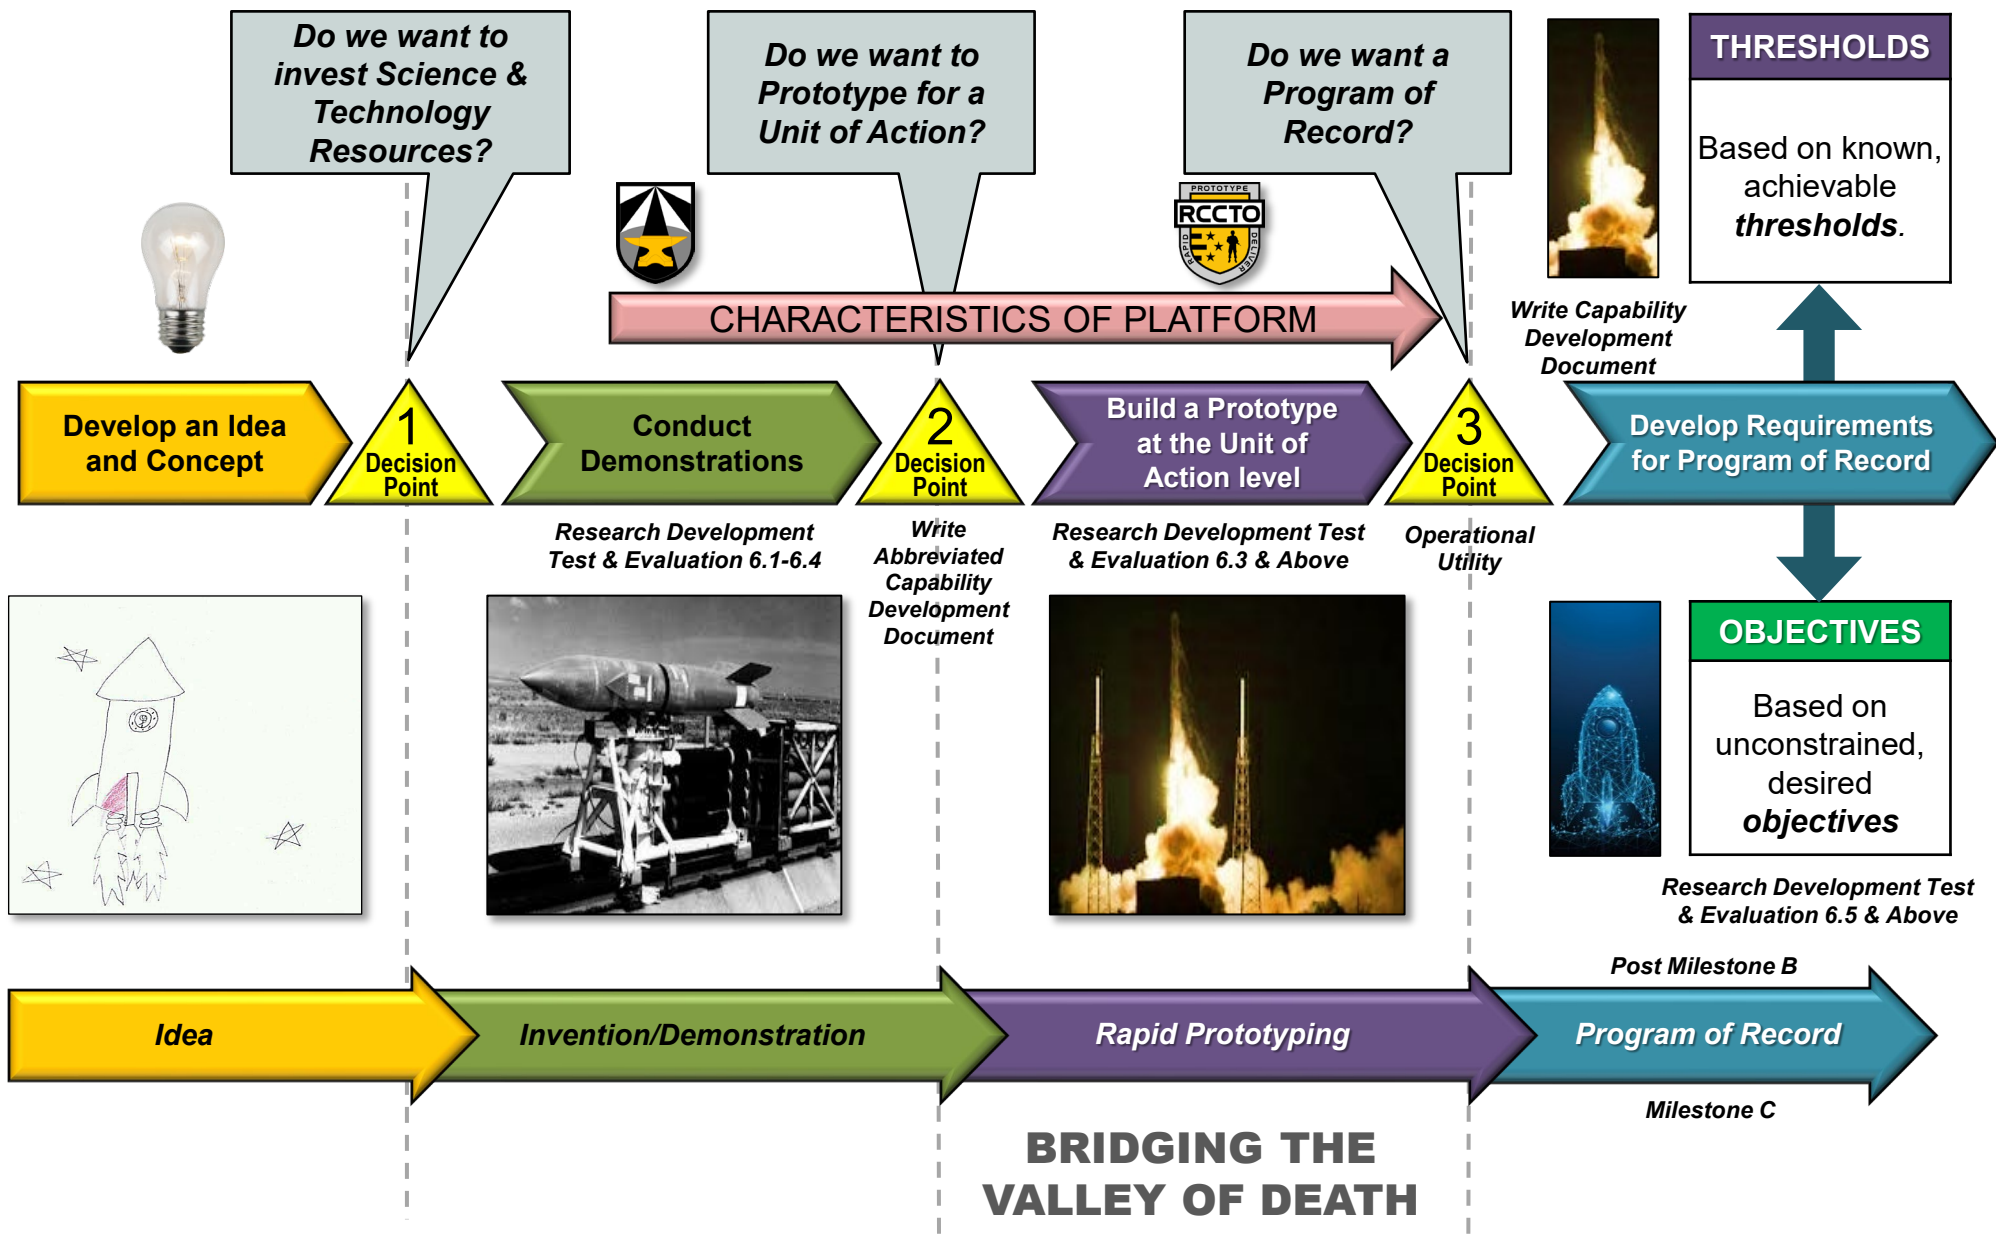 Do we want to
invest Science &
Technology
Resources?
Do we want to
Prototype for a
Unit of Action?
Do we want a
Program of
Record?
THRESHOLDS
Based on known,
achievable
thresholds.
PROTOTYPE
RCCTO
RAPID
DELIVER
CHARACTERISTICS OF PLATFORM
Write Capability
Development
Document
Develop an Idea
and Concept
1
Decision
Point
Conduct
Demonstrations
2
Decision
Point
Build a Prototype
at the Unit of
Action level
3
Decision
Point
Develop Requirements
for Program of Record
Research Development
Test & Evaluation 6.1-6.4
Write
Abbreviated
Capability
Development
Document
Research Development Test
& Evaluation 6.3 & Above
Operational
Utility
OBJECTIVES
Based on
unconstrained,
desired
objectives
Research Development Test
& Evaluation 6.5 & Above
Post Milestone B
Idea
Invention/Demonstration
Rapid Prototyping
Program of Record
Milestone C
BRIDGING THE
VALLEY OF DEATH